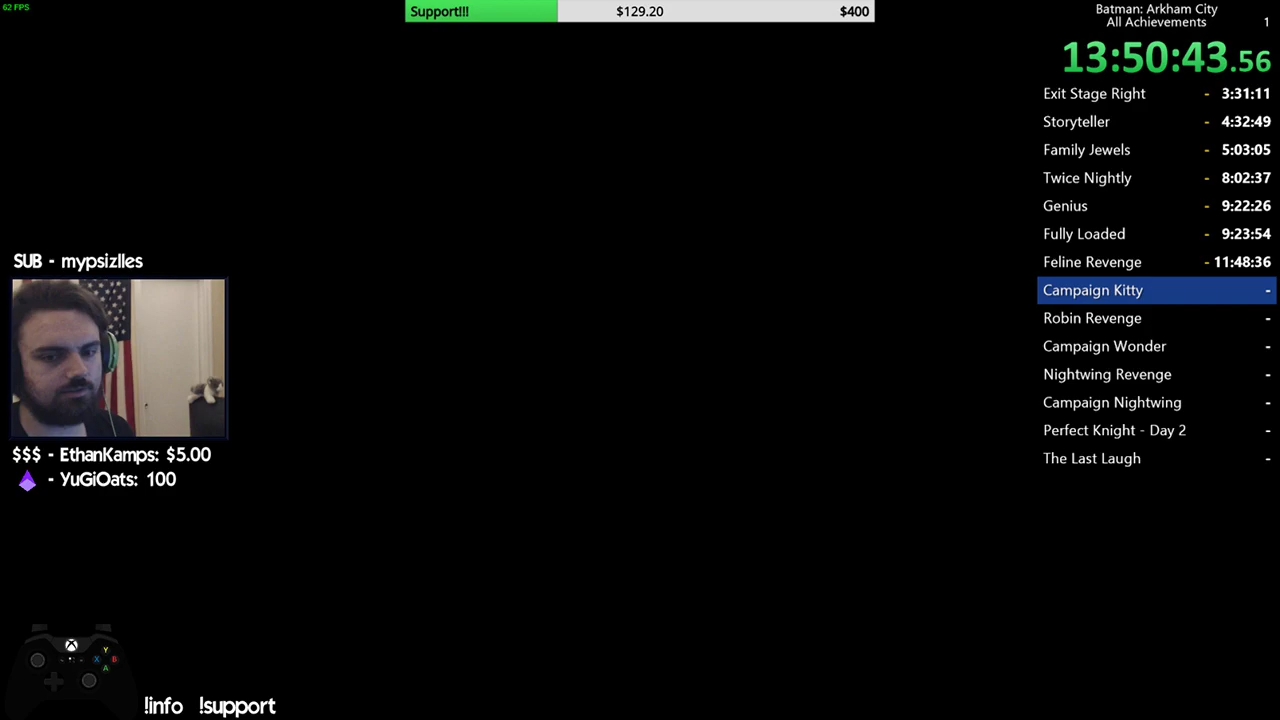 62 FPS
Support!!! $129.20 $400
Batman: Arkham City
All Achievements 1
13:50:43.56
Exit Stage Right - 3:31:11
Storyteller - 4:32:49
Family Jewels - 5:03:05
Twice Nightly - 8:02:37
Genius - 9:22:26
Fully Loaded - 9:23:54
Feline Revenge - 11:48:36
Campaign Kitty -
Robin Revenge -
Campaign Wonder -
Nightwing Revenge -
Campaign Nightwing -
Perfect Knight - Day 2 -
The Last Laugh -
SUB - mypsizlles
$$$ - EthanKamps: $5.00
- YuGiOats: 100
Y
X B
A
!info !support